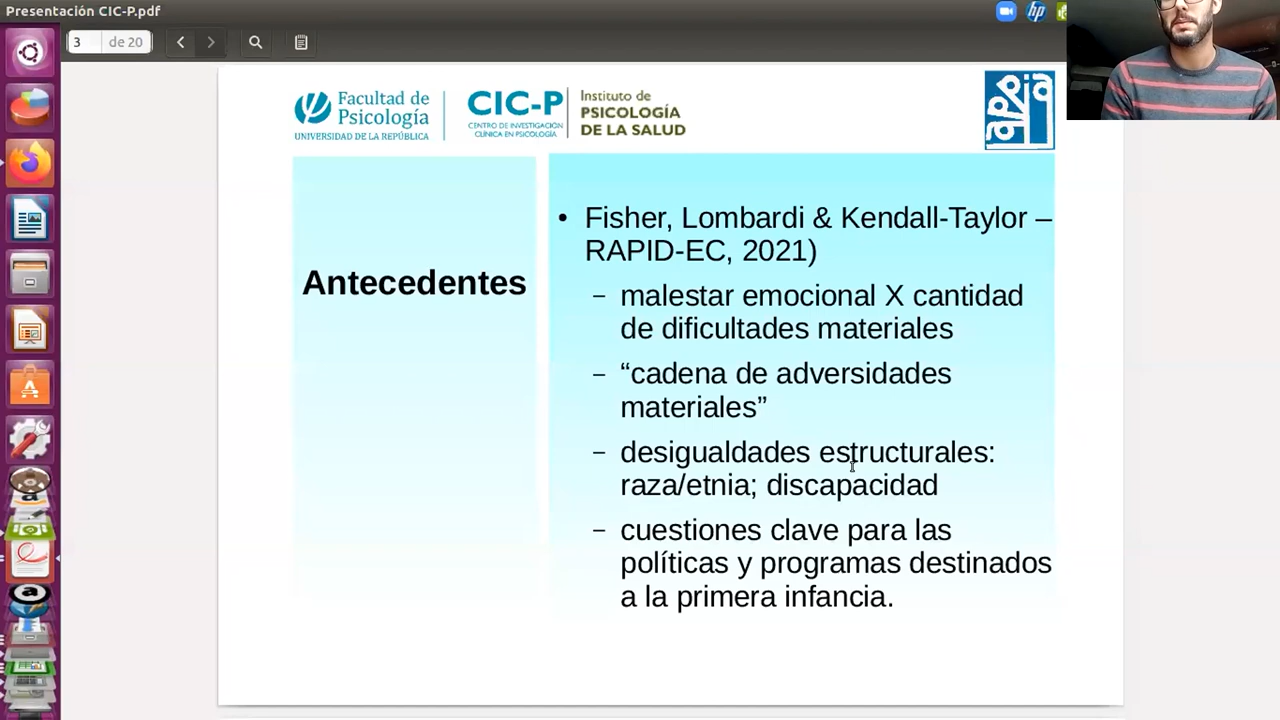 Presentación CIC-P.pdf
3 de 20
Facultad de
Psicología
UNIVERSIDAD DE LA REPÚBLICA
CIC-P
CENTRO DE INVESTIGACIÓN
CLÍNICA EN PSICOLOGÍA
Instituto de
PSICOLOGÍA
DE LA SALUD
appia
hp
Antecedentes
• Fisher, Lombardi & Kendall-Taylor –
RAPID-EC, 2021)
– malestar emocional X cantidad
de dificultades materiales
– “cadena de adversidades
materiales”
– desigualdades estructurales:
raza/etnia; discapacidad
– cuestiones clave para las
políticas y programas destinados
a la primera infancia.